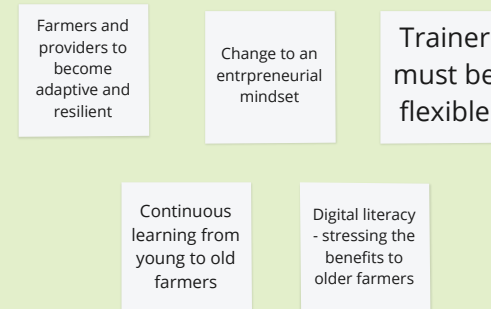 Farmers and
providers to
become
adaptive and
resilient
Change to an
entrpreneurial
mindset
Trainer
must be
flexible
Continuous
learning from
young to old
farmers
Digital literacy
- stressing the
benefits to
older farmers